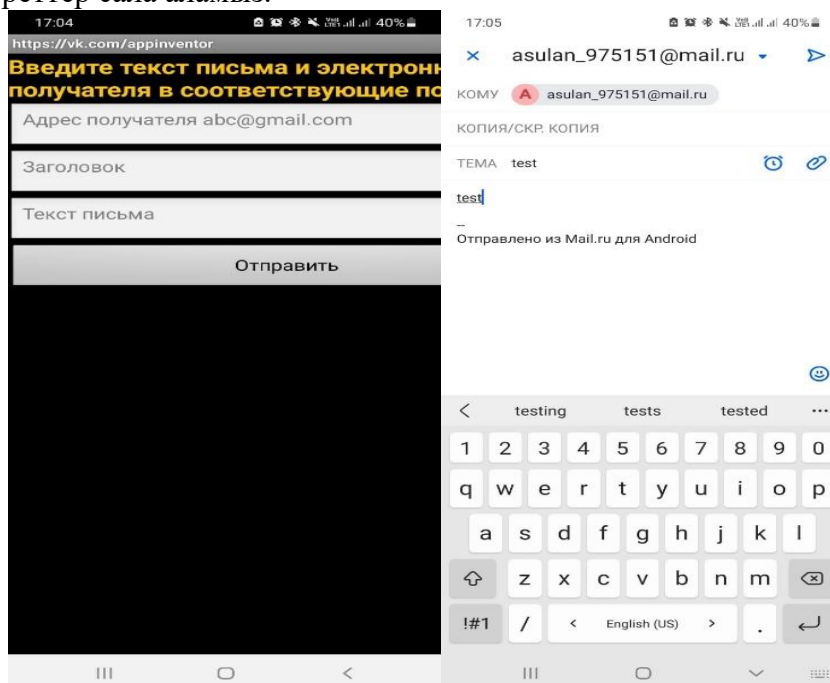 реттер сала аламыз.
17:04
40%
https://vk.com/appinventor
Введите текст письма и электронн
получателя в соответствующие по
Адрес получателя abc@gmail.com
Заголовок
Текст письма
Отправить
17:05
40%
asulan_975151@mail.ru
КОМУ A asulan_975151@mail.ru
КОПИЯ/СКР. КОПИЯ
ТЕМА test
test
--
Отправлено из Mail.ru для Android
testing tests tested
1 2 3 4 5 6 7 8 9 0
q w e r t y u i o p
a s d f g h j k l
z x c v b n m
!#1 / < English (US) > .